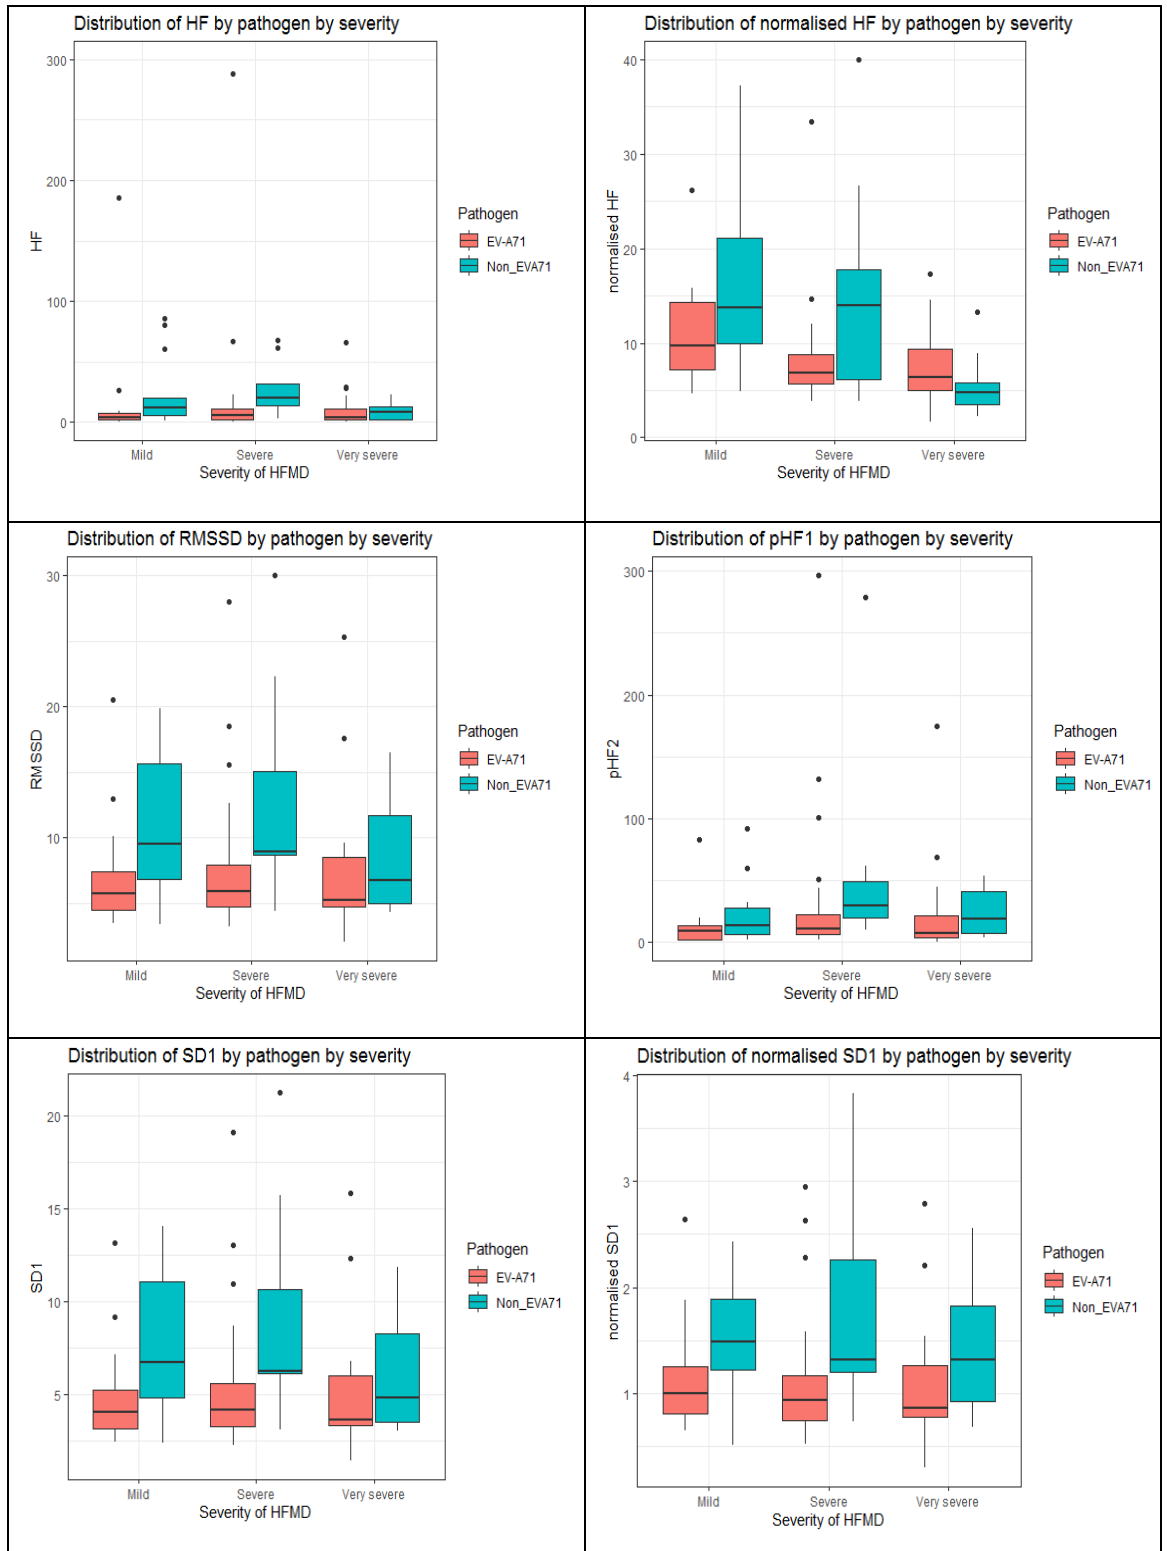 Distribution of HF by pathogen by severity
300
200
100
0
HF
Mild
Severe
Very severe
Severity of HFMD
Pathogen
EV-A71
Non_EVA71
Distribution of normalised HF by pathogen by severity
40
30
20
10
0
normalised HF
Mild
Severe
Very severe
Severity of HFMD
Pathogen
EV-A71
Non_EVA71
Distribution of RMSSD by pathogen by severity
30
20
10
RMSSD
Mild
Severe
Very severe
Severity of HFMD
Pathogen
EV-A71
Non_EVA71
Distribution of pHF1 by pathogen by severity
300
200
100
0
pHF2
Mild
Severe
Very severe
Severity of HFMD
Pathogen
EV-A71
Non_EVA71
Distribution of SD1 by pathogen by severity
20
15
10
5
SD1
Mild
Severe
Very severe
Severity of HFMD
Pathogen
EV-A71
Non_EVA71
Distribution of normalised SD1 by pathogen by severity
4
3
2
1
normalised SD1
Mild
Severe
Very severe
Severity of HFMD
Pathogen
EV-A71
Non_EVA71